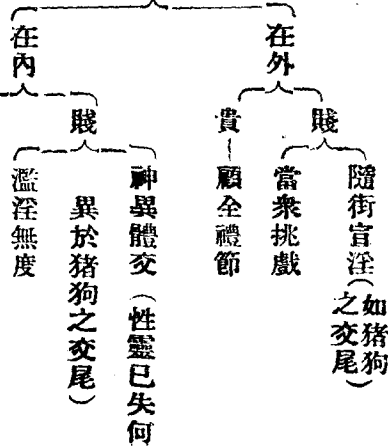 在外
賤
隨街宣淫（如猪狗
之交尾）
當衆挑戲
貴
顧全禮節
在內
賤
神異體交（性靈已失何
異於猪狗之交尾）
濫淫無度